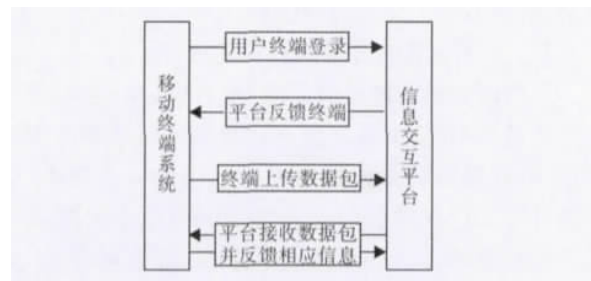 移动终端系统
用户终端登录
平台反馈终端
终端上传数据包
平台接收数据包
并反馈相应信息
信息交互平台